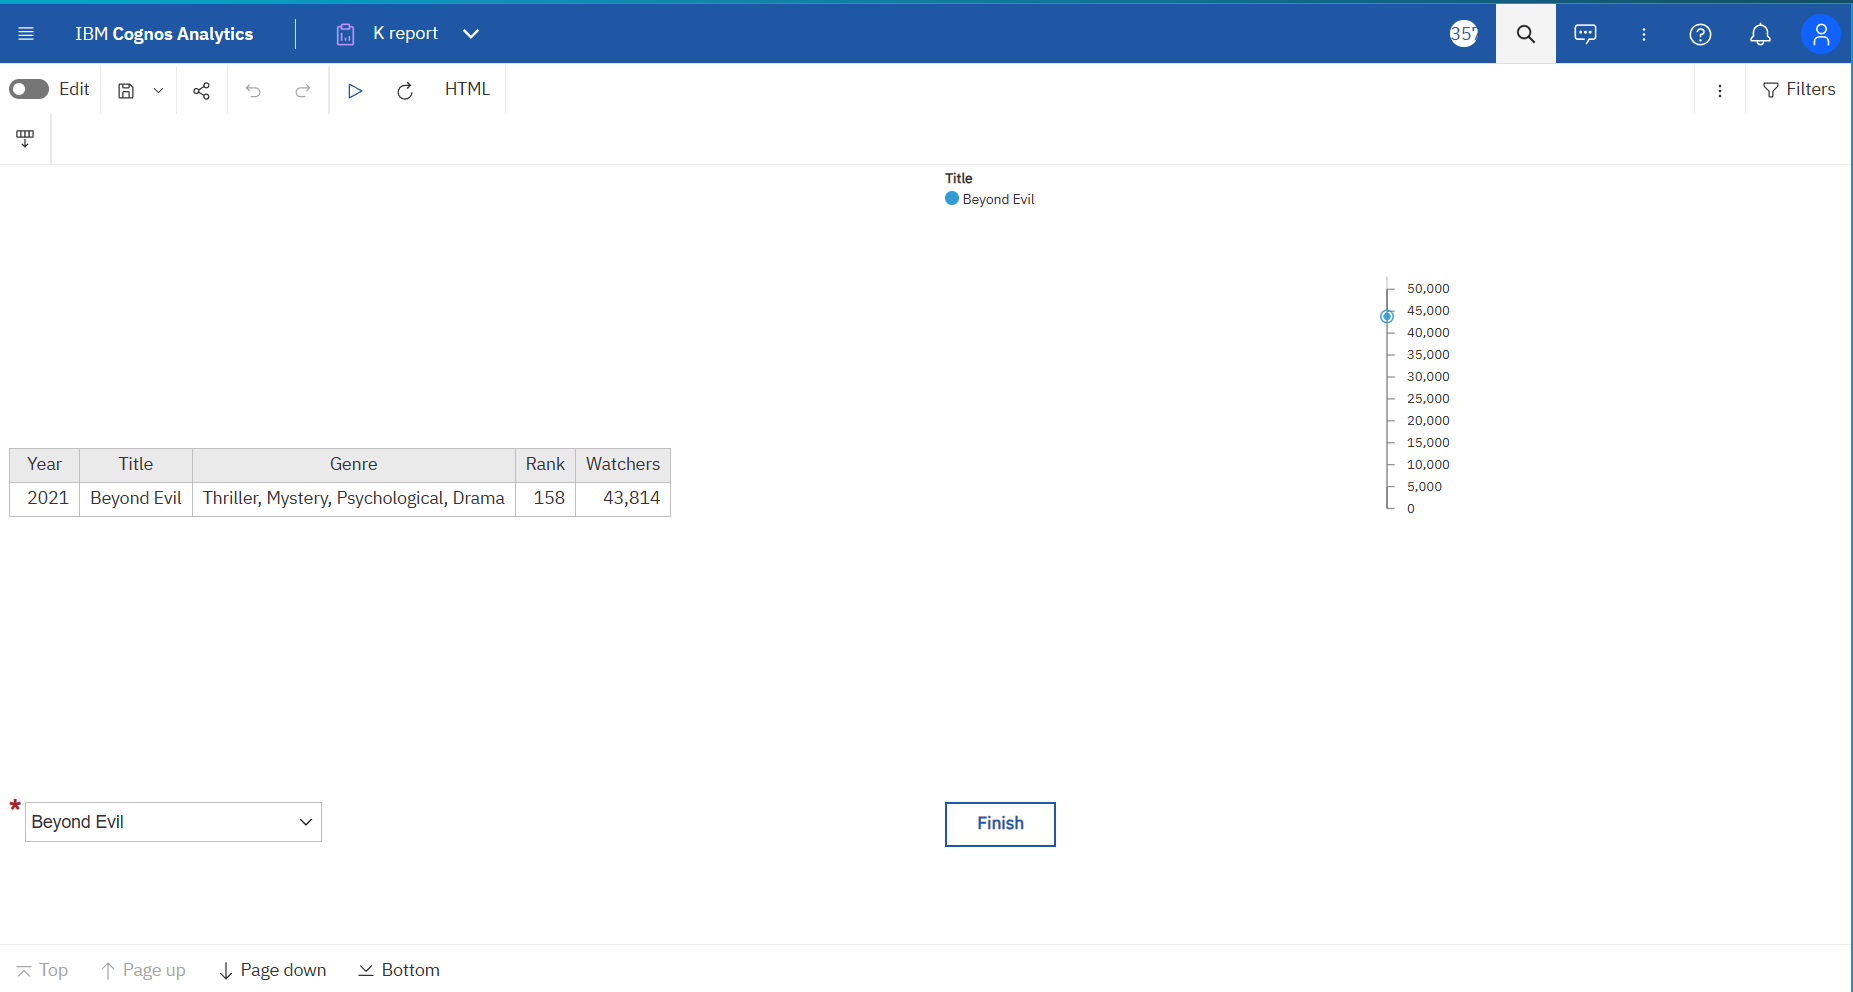 IBM Cognos Analytics
K report
357
Edit
HTML
Filters
Title
Beyond Evil
50,000
45,000
40,000
35,000
30,000
25,000
20,000
15,000
10,000
5,000
0
Year Title Genre Rank Watchers
2021 Beyond Evil Thriller, Mystery, Psychological, Drama 158 43,814
* Beyond Evil
Finish
Top Page up Page down Bottom